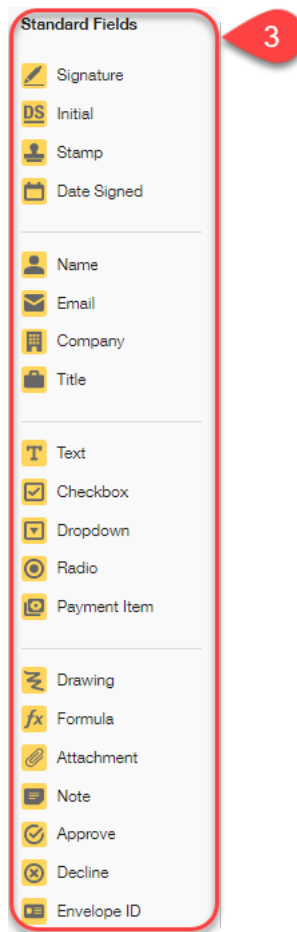 Standard Fields
3
Signature
DS Initial
Stamp
Date Signed
Name
Email
Company
Title
T Text
Checkbox
Dropdown
Radio
Payment Item
Drawing
fx Formula
Attachment
Note
Approve
Decline
Envelope ID